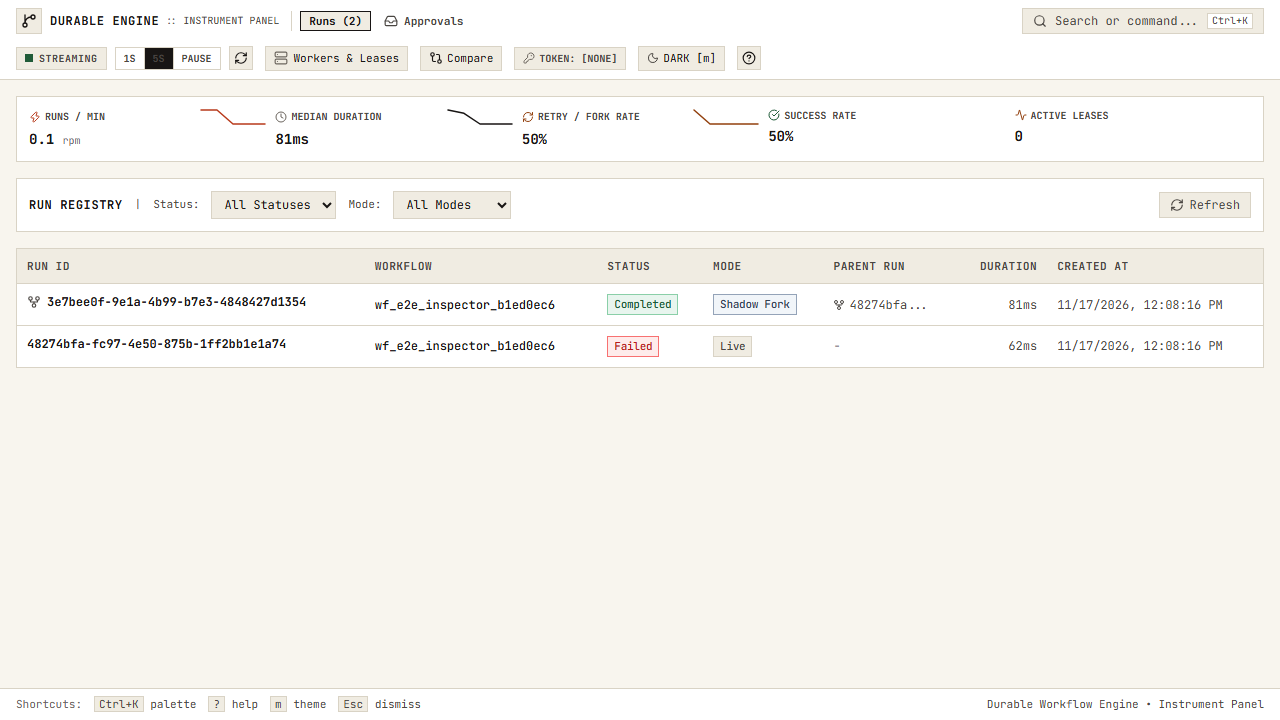 DURABLE ENGINE :: INSTRUMENT PANEL Runs (2) Approvals Search or command... Ctrl+K
STREAMING 1S 5S PAUSE Workers & Leases Compare TOKEN: [NONE] DARK [m]
RUNS / MIN MEDIAN DURATION RETRY / FORK RATE SUCCESS RATE ACTIVE LEASES
0.1 rpm 81ms 50% 50% 0
RUN REGISTRY | Status: All Statuses Mode: All Modes Refresh
RUN ID WORKFLOW STATUS MODE PARENT RUN DURATION CREATED AT
3e7bee0f-9e1a-4b99-b7e3-4848427d1354 wf_e2e_inspector_b1ed0ec6 Completed Shadow Fork 48274bfa... 81ms 11/17/2026, 12:08:16 PM
48274bfa-fc97-4e50-875b-1ff2bb1e1a74 wf_e2e_inspector_b1ed0ec6 Failed Live - 62ms 11/17/2026, 12:08:16 PM
Shortcuts: Ctrl+K palette ? help m theme Esc dismiss Durable Workflow Engine • Instrument Panel